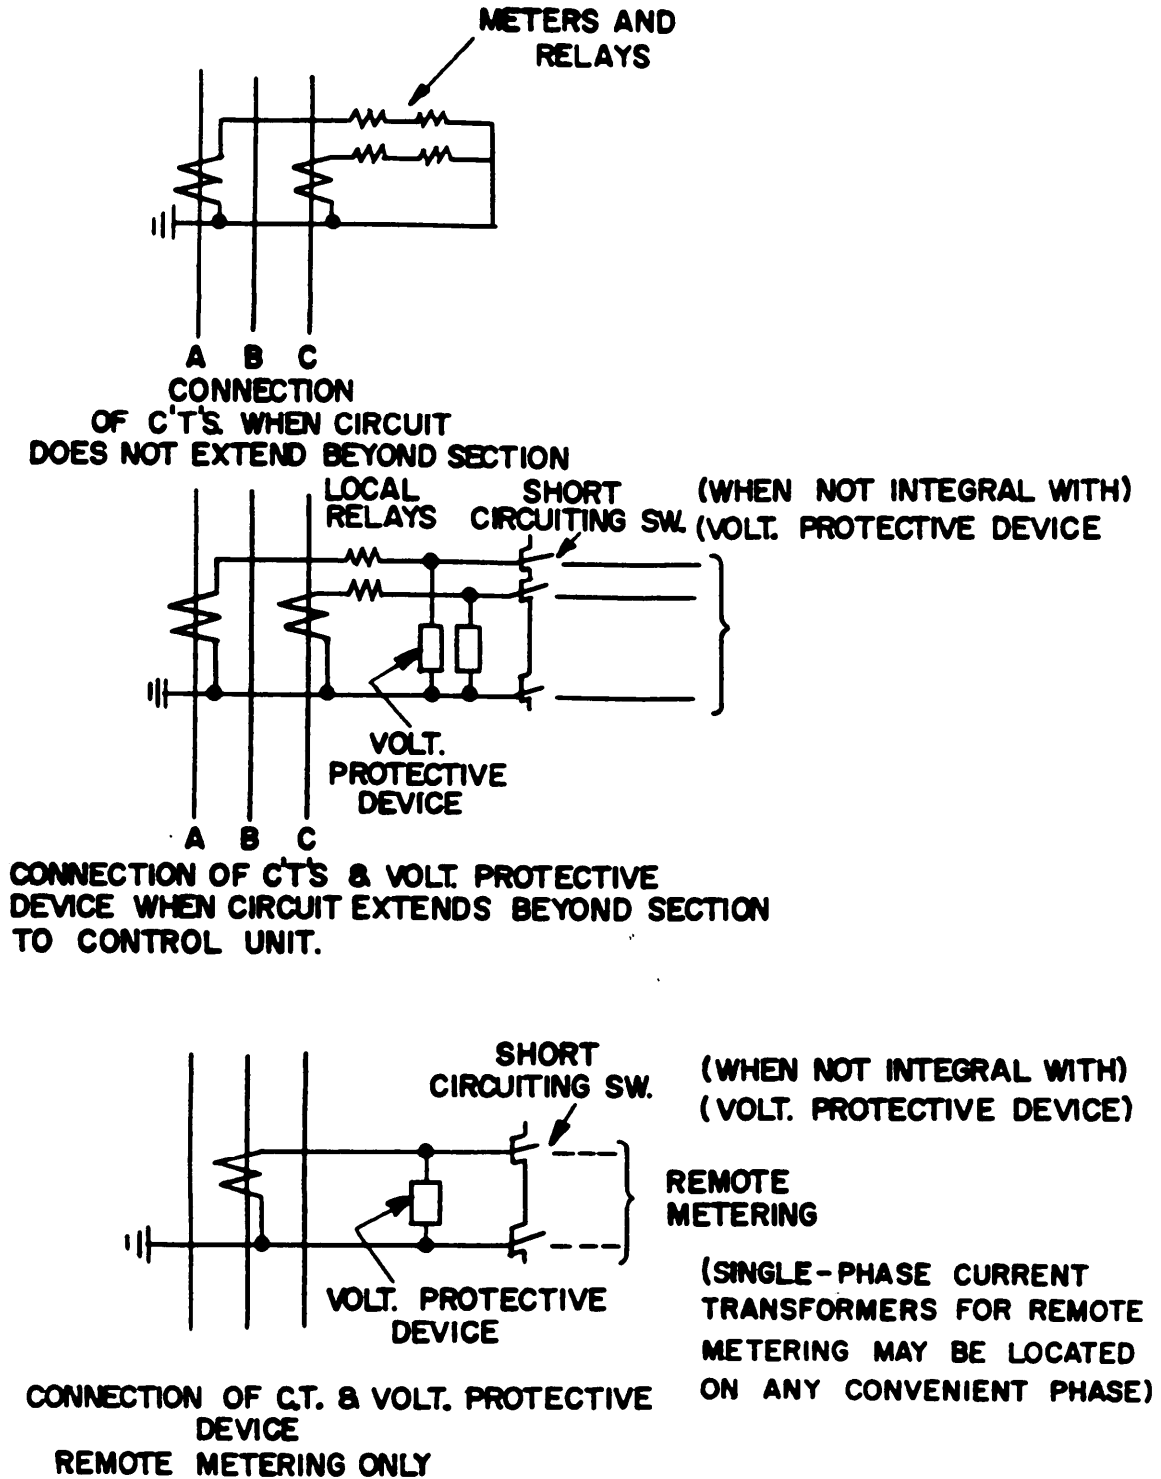 METERS AND
RELAYS
A B C
CONNECTION
OF C'T'S. WHEN CIRCUIT
DOES NOT EXTEND BEYOND SECTION
LOCAL
RELAYS
SHORT
CIRCUITING SW.
(WHEN NOT INTEGRAL WITH)
(VOLT. PROTECTIVE DEVICE
VOLT.
PROTECTIVE
DEVICE
A B C
CONNECTION OF C'T'S & VOLT. PROTECTIVE
DEVICE WHEN CIRCUIT EXTENDS BEYOND SECTION
TO CONTROL UNIT.
SHORT
CIRCUITING SW.
(WHEN NOT INTEGRAL WITH)
(VOLT. PROTECTIVE DEVICE)
REMOTE
METERING
VOLT. PROTECTIVE
DEVICE
(SINGLE-PHASE CURRENT
TRANSFORMERS FOR REMOTE
METERING MAY BE LOCATED
ON ANY CONVENIENT PHASE)
CONNECTION OF C.T. & VOLT. PROTECTIVE
DEVICE
REMOTE METERING ONLY